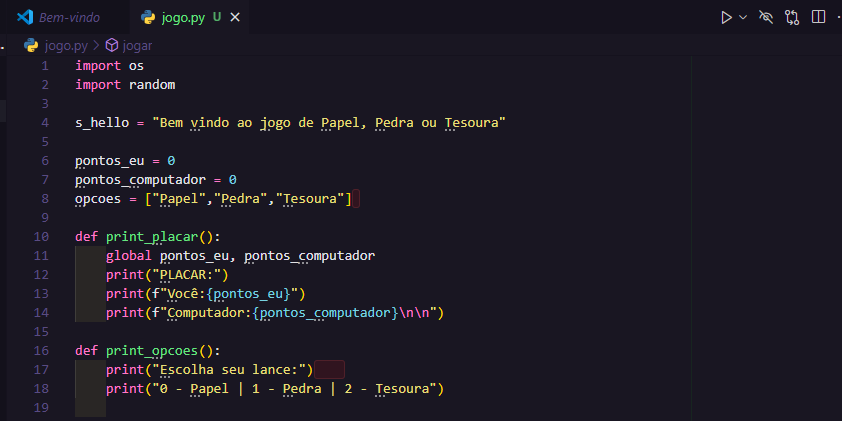 Bem-vindo jogo.py U
jogo.py > jogar
1 import os
2 import random
3
4 s_hello = "Bem vindo ao jogo de Papel, Pedra ou Tesoura"
5
6 pontos_eu = 0
7 pontos_computador = 0
8 opcoes = ["Papel","Pedra","Tesoura"]
9
10 def print_placar():
11     global pontos_eu, pontos_computador
12     print("PLACAR:")
13     print(f"Você:{pontos_eu}")
14     print(f"Computador:{pontos_computador}\n\n")
15
16 def print_opcoes():
17     print("Escolha seu lance:")
18     print("0 - Papel | 1 - Pedra | 2 - Tesoura")
19